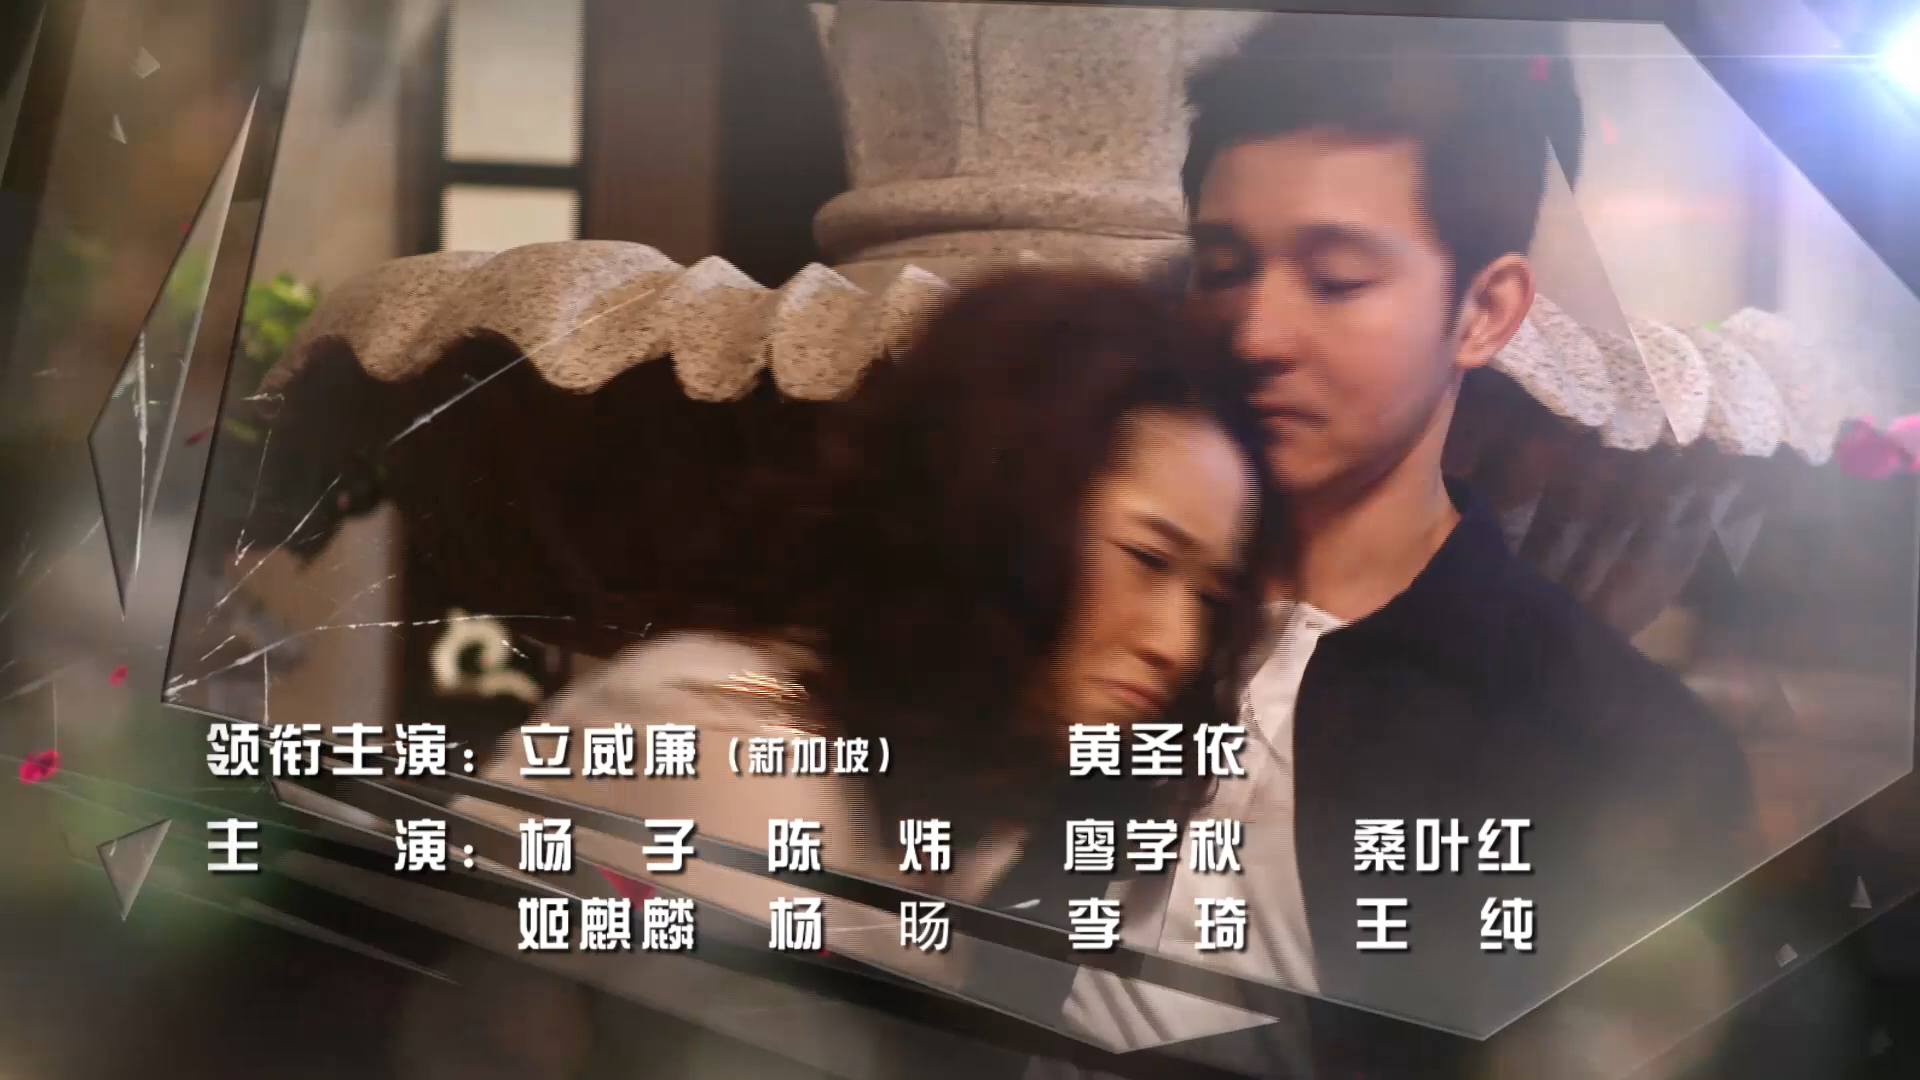 领衔主演：立威廉（新加坡） 黄圣依
主 演：杨 子 陈 炜 廖学秋 桑叶红
姬麒麟 杨 旸 李 琦 王 纯